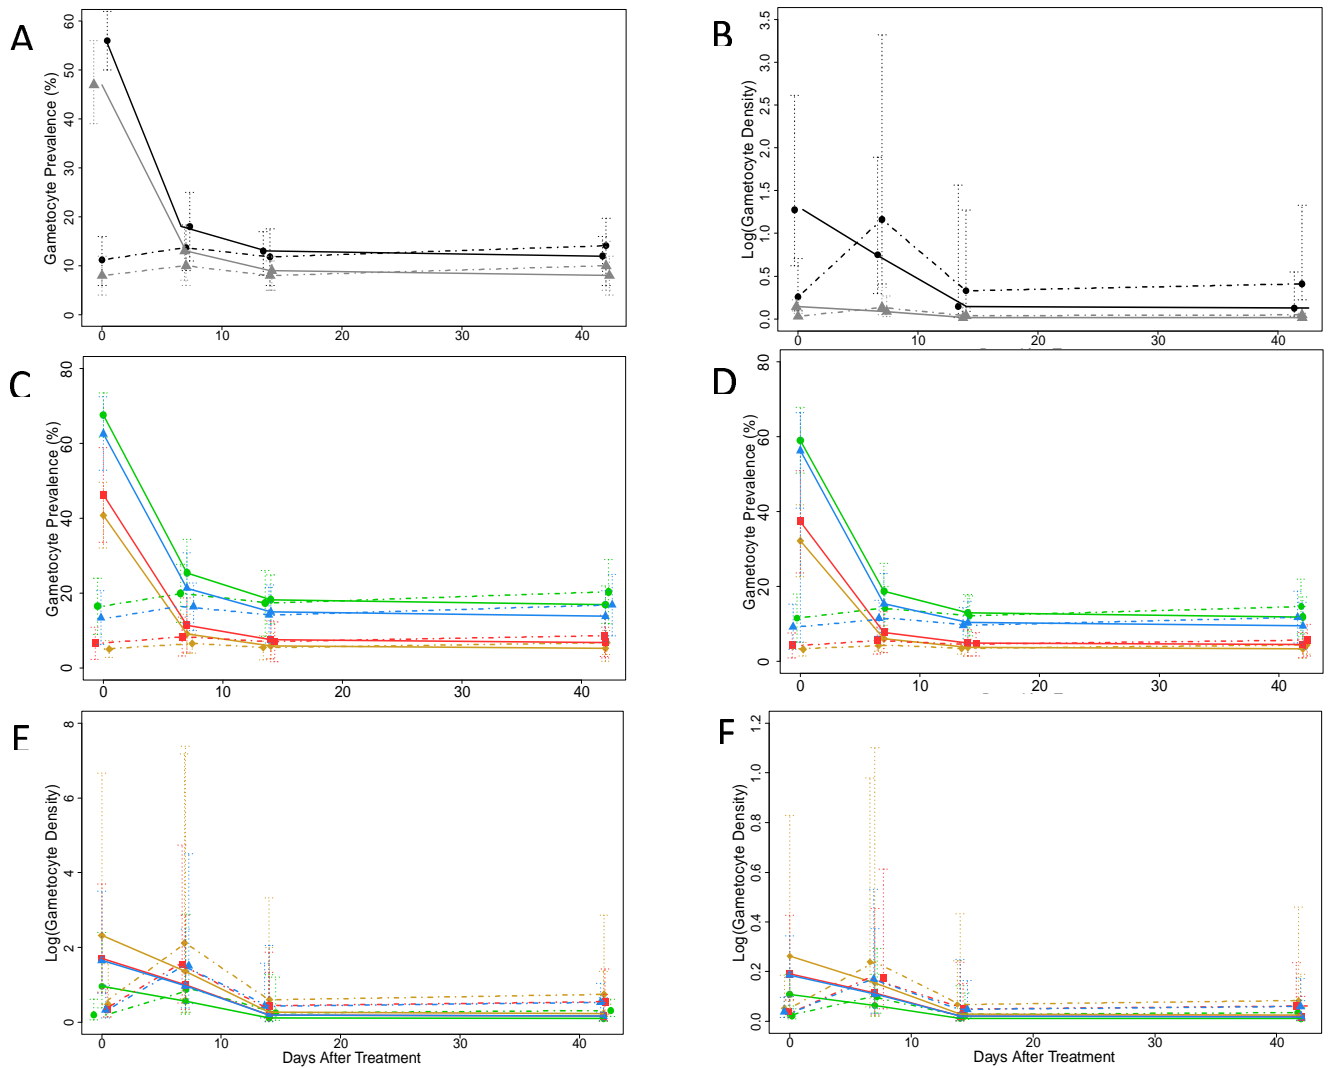 A
Gametocyte Prevalence (%)
0 10 20 30 40 50 60
0 10 20 30 40
B
Log(Gametocyte Density)
0.0 0.5 1.0 1.5 2.0 2.5 3.0 3.5
0 10 20 30 40
C
Gametocyte Prevalence (%)
0 20 40 60 80
0 10 20 30 40
D
Gametocyte Prevalence (%)
0 20 40 60 80
0 10 20 30 40
E
Log(Gametocyte Density)
0 2 4 6 8
0 10 20 30 40
Days After Treatment
F
Log(Gametocyte Density)
0.0 0.2 0.4 0.6 0.8 1.0 1.2
0 10 20 30 40
Days After Treatment